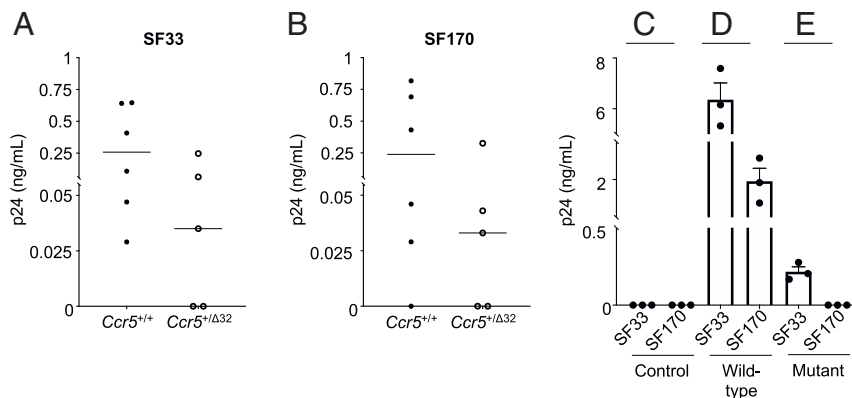 A
SF33
p24 (ng/mL)
1
0.75
0.5
0.25
0.05
0.025
0
Ccr5+/+
Ccr5+/Δ32
B
SF170
p24 (ng/mL)
1
0.75
0.5
0.25
0.05
0.025
0
Ccr5+/+
Ccr5+/Δ32
C
D
E
p24 (ng/mL)
8
6
2
0.5
0
SF33
SF170
SF33
SF170
SF33
SF170
Control
Wild-
type
Mutant